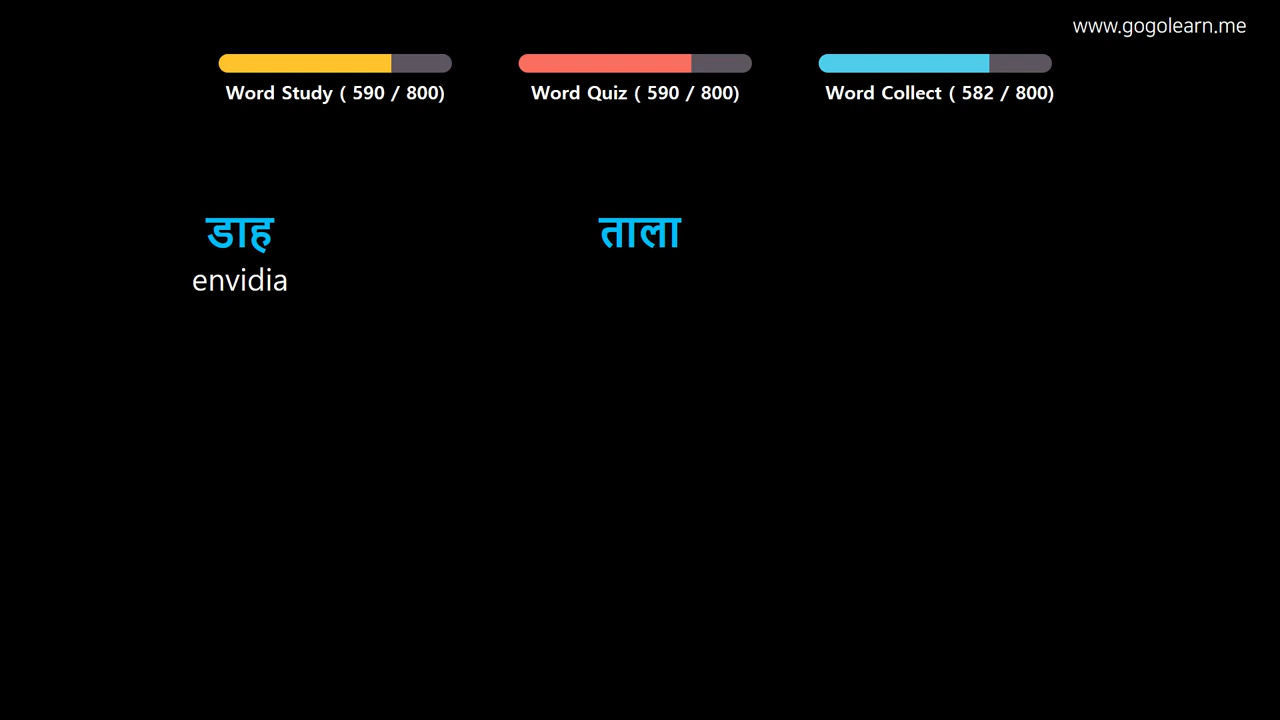 www.gogolearn.me
Word Study ( 590 / 800)
Word Quiz ( 590 / 800)
Word Collect ( 582 / 800)
डाह
envidia
ताला